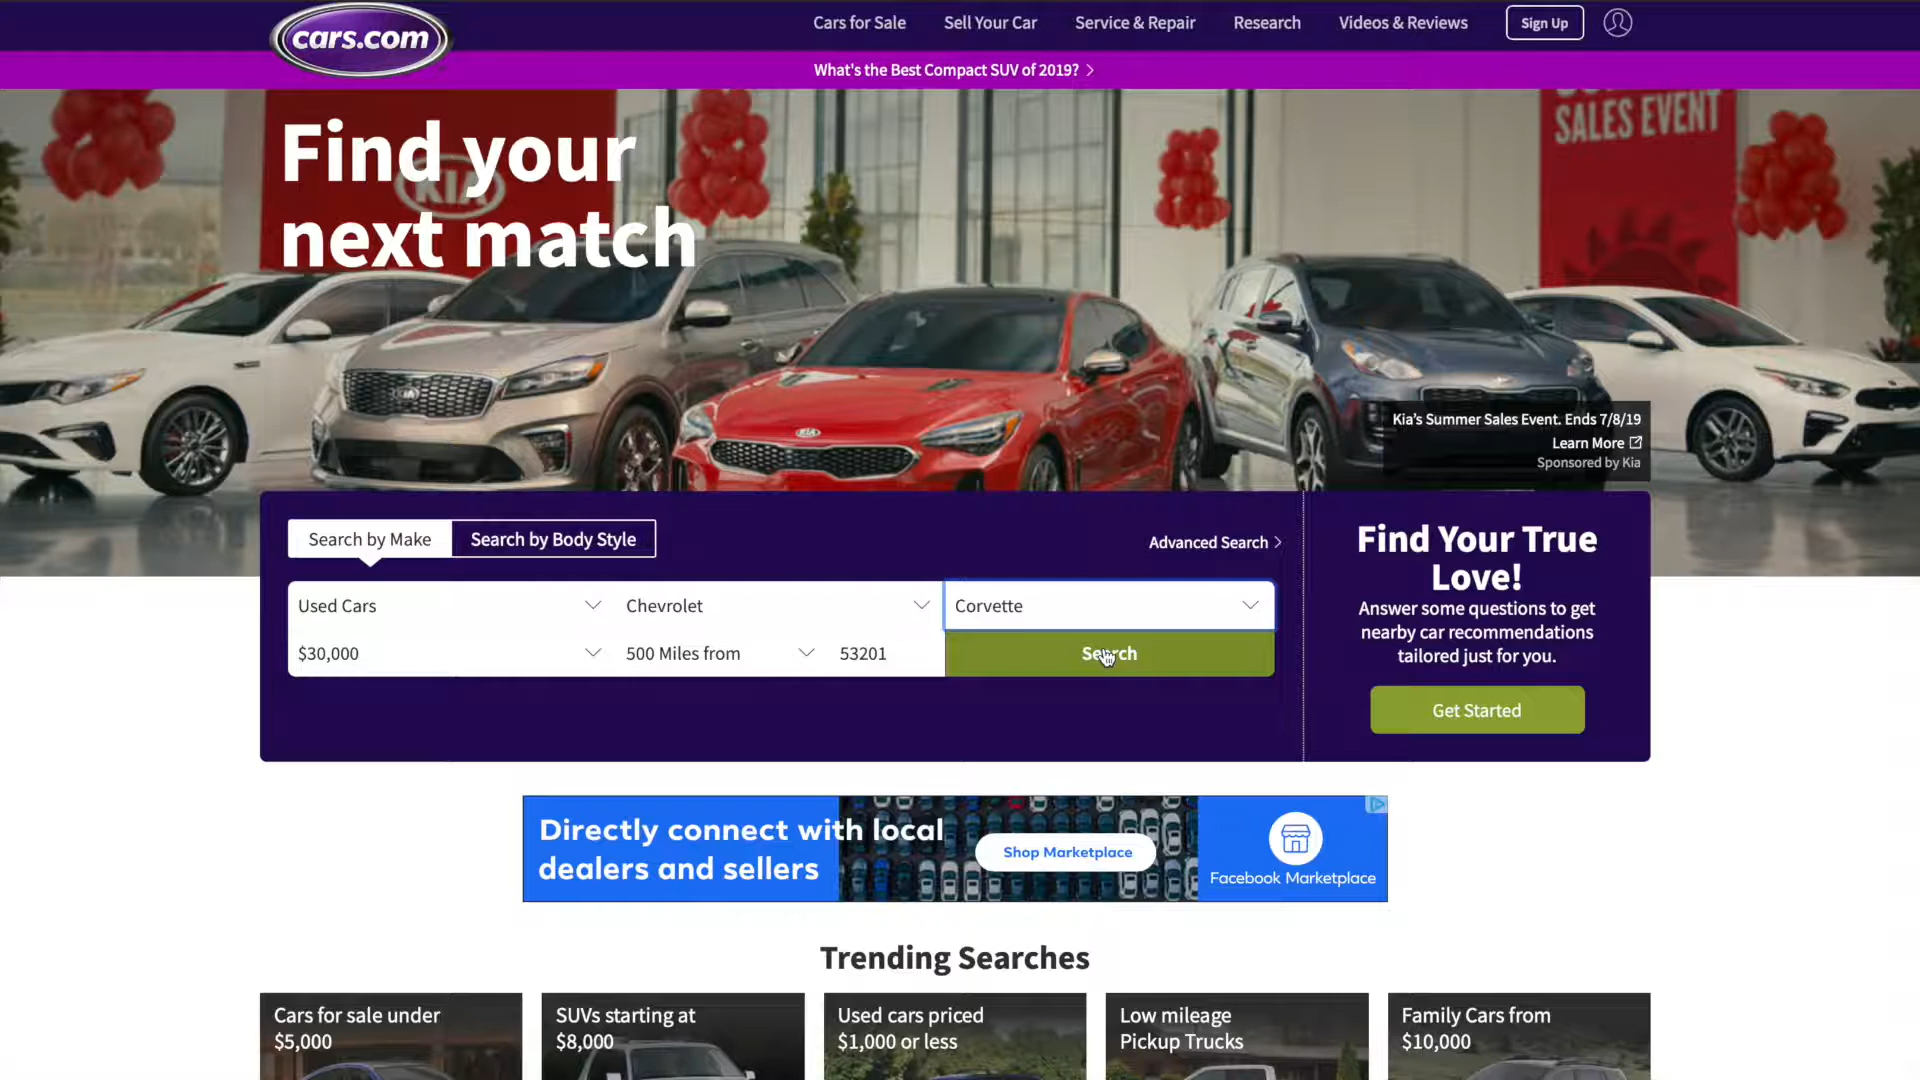 cars.com
Cars for Sale
Sell Your Car
Service & Repair
Research
Videos & Reviews
Sign Up
What's the Best Compact SUV of 2019?
SALES EVENT
KIA
Find your
next match
KIA
KIA
Kia's Summer Sales Event. Ends 7/8/19
Learn More
Sponsored by Kia
Search by Make
Search by Body Style
Advanced Search
Used Cars
Chevrolet
Corvette
$30,000
500 Miles from
53201
Search
Find Your True
Love!
Answer some questions to get
nearby car recommendations
tailored just for you.
Get Started
Directly connect with local
dealers and sellers
Shop Marketplace
Facebook Marketplace
Trending Searches
Cars for sale under
$5,000
SUVs starting at
$8,000
Used cars priced
$1,000 or less
Low mileage
Pickup Trucks
Family Cars from
$10,000